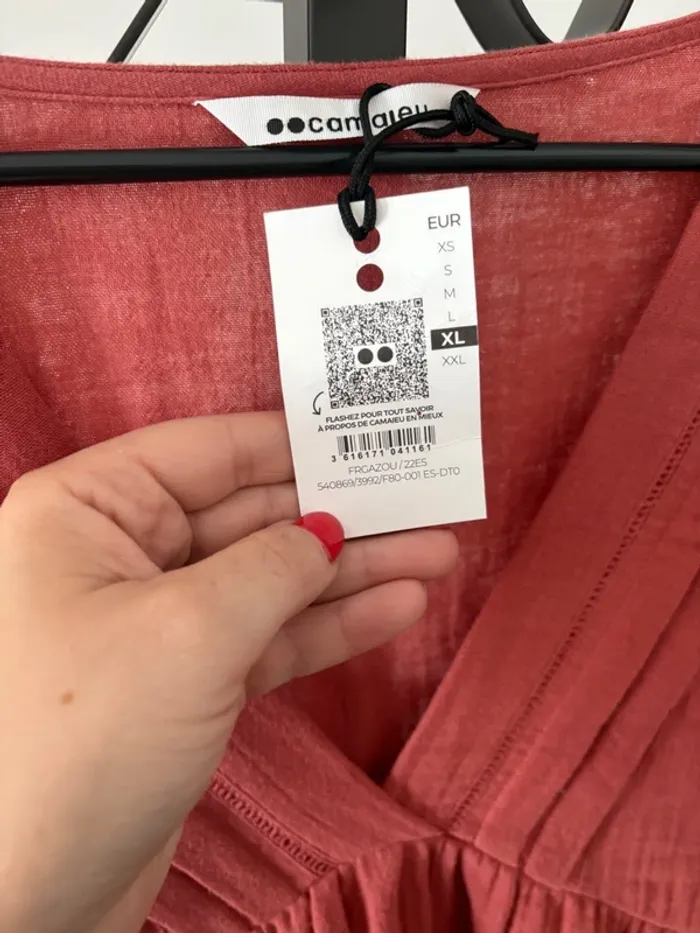 camaieu
EUR
XS
S
M
L
XL
XXL
FLASHEZ POUR TOUT SAVOIR
À PROPOS DE CAMAIEU EN MIEUX
3 616171 041161
FRGAZOU / 22E5
540869/3992/F80-001 ES-DT0